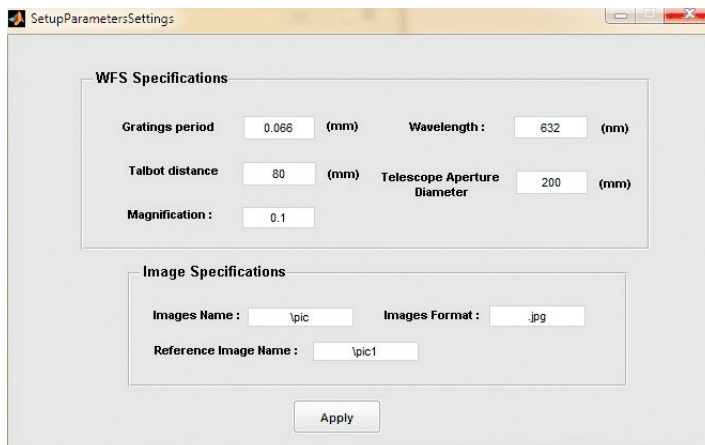 SetupParametersSettings
WFS Specifications
Gratings period 0.066 (mm) Wavelength : 632 (nm)
Talbot distance 80 (mm) Telescope Aperture Diameter 200 (mm)
Magnification : 0.1
Image Specifications
Images Name : \pic Images Format : .jpg
Reference Image Name : \pic1
Apply